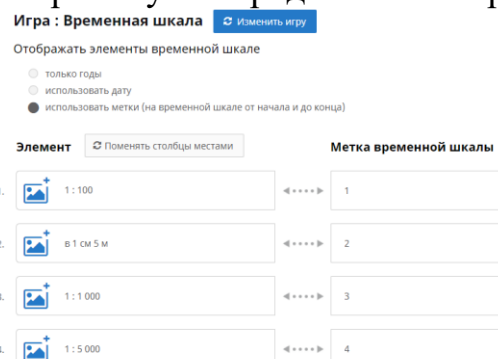 Игра : Временная шкала Изменить игру
Отображать элементы временной шкале
только годы
использовать дату
использовать метки (на временной шкале от начала и до конца)
Элемент Поменять столбцы местами Метка временной шкалы
1 : 100 1
в 1 см 5 м 2
1 : 1 000 3
1 : 5 000 4